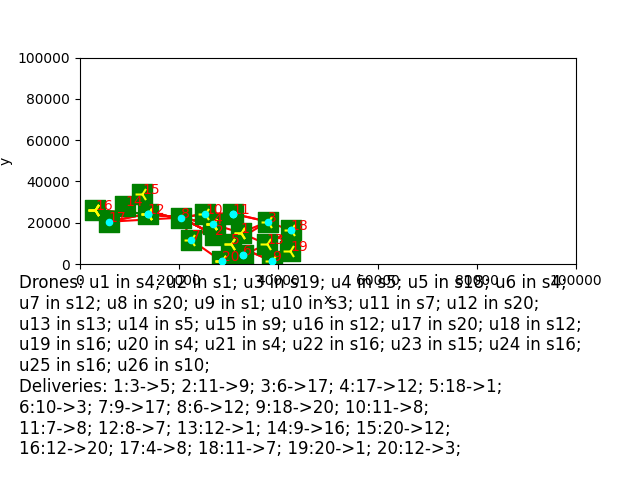 100000
80000
60000
40000
20000
0
y
0 20000 40000 60000 80000 100000
x
Drones: u1 in s4; u2 in s1; u3 in s19; u4 in s5; u5 in s18; u6 in s4;
u7 in s12; u8 in s20; u9 in s1; u10 in s3; u11 in s7; u12 in s20;
u13 in s13; u14 in s5; u15 in s9; u16 in s12; u17 in s20; u18 in s12;
u19 in s16; u20 in s4; u21 in s4; u22 in s16; u23 in s15; u24 in s16;
u25 in s16; u26 in s10;
Deliveries: 1:3->5; 2:11->9; 3:6->17; 4:17->12; 5:18->1;
6:10->3; 7:9->17; 8:6->12; 9:18->20; 10:11->8;
11:7->8; 12:8->7; 13:12->1; 14:9->16; 15:20->12;
16:12->20; 17:4->8; 18:11->7; 19:20->1; 20:12->3;